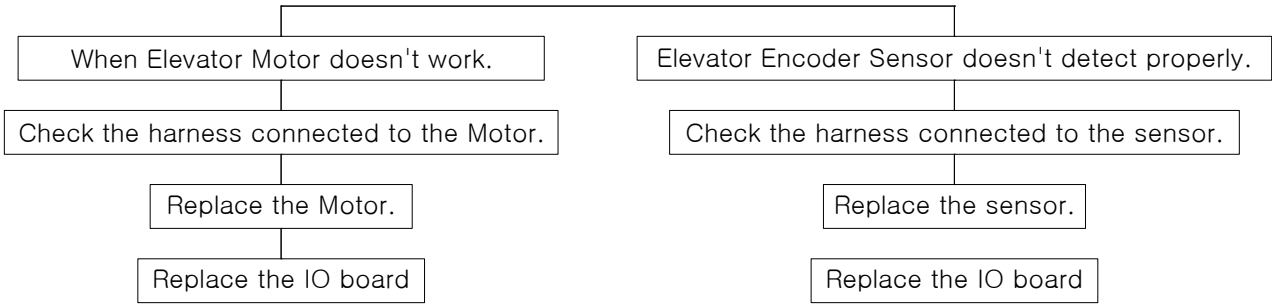 When Elevator Motor doesn't work.
Check the harness connected to the Motor.
Replace the Motor.
Replace the IO board
Elevator Encoder Sensor doesn't detect properly.
Check the harness connected to the sensor.
Replace the sensor.
Replace the IO board